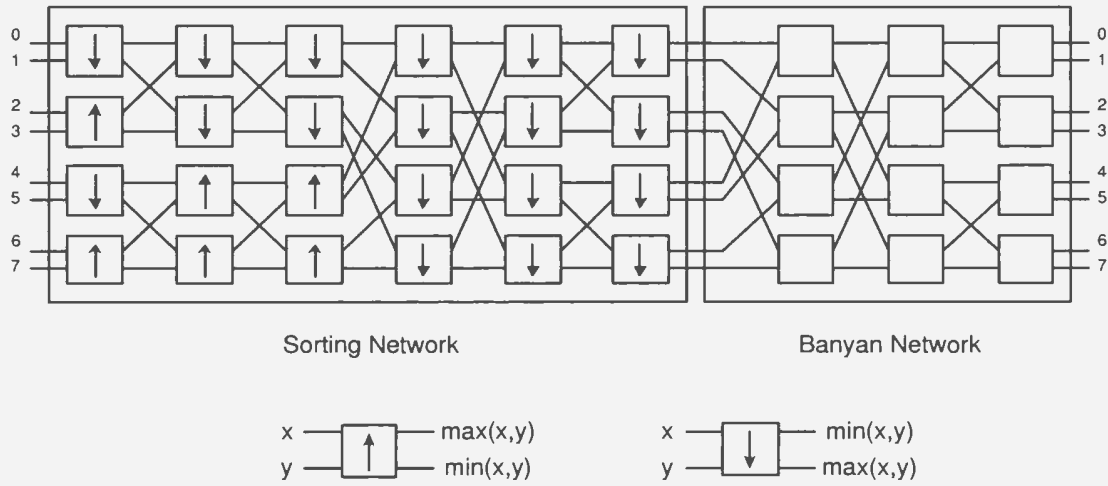 0 0
1 1
2 2
3 3
4 4
5 5
6 6
7 7
Sorting Network Banyan Network
x max(x,y) x min(x,y)
y min(x,y) y max(x,y)